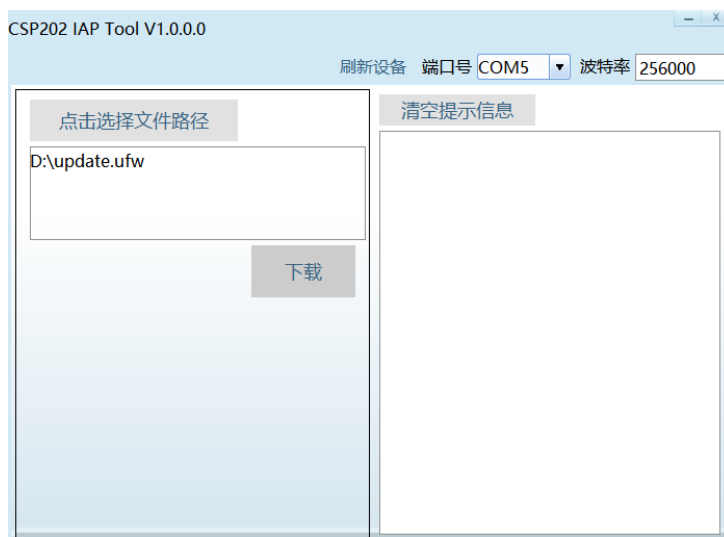 CSP202 IAP Tool V1.0.0.0
刷新设备 端口号 COM5 波特率 256000
点击选择文件路径
清空提示信息
D:\update.ufw
下载